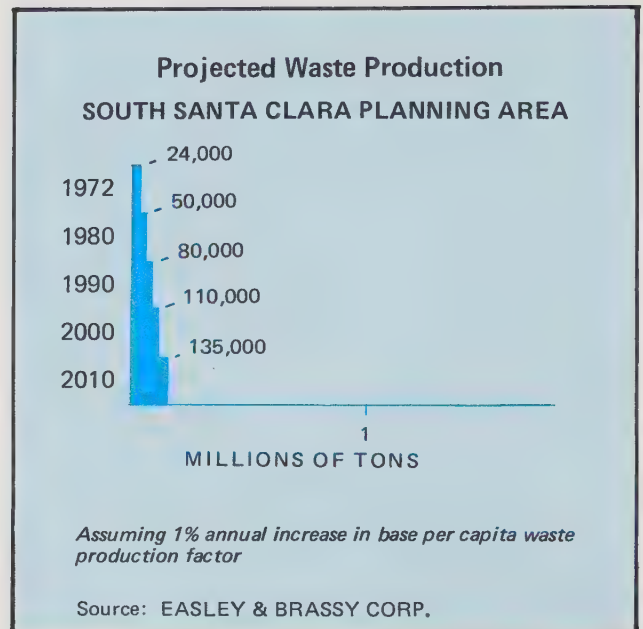 Projected Waste Production
SOUTH SANTA CLARA PLANNING AREA
24,000
1972
50,000
1980
80,000
1990
110,000
2000
135,000
2010
1
MILLIONS OF TONS
Assuming 1% annual increase in base per capita waste
production factor
Source: EASLEY & BRASSY CORP.